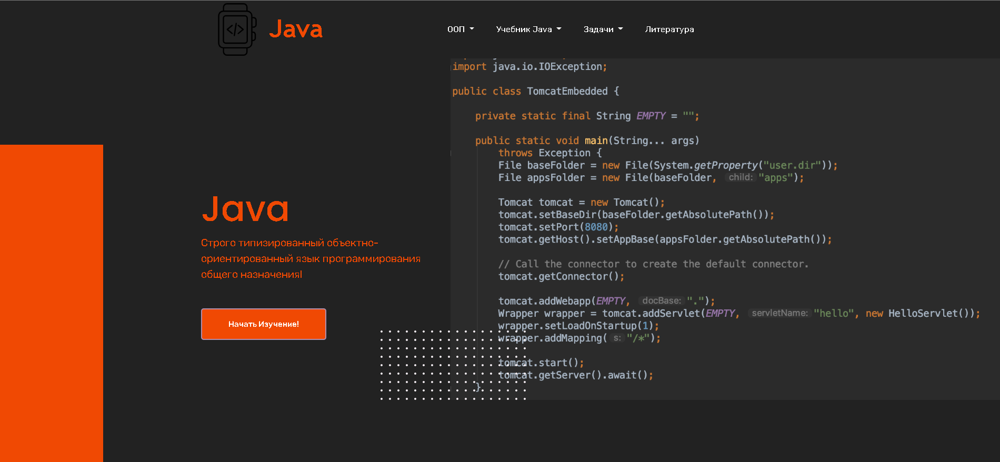 </>
Java
ООП
Учебник Java
Задачи
Литература
Java
Строго типизированный объектно-
ориентированный язык программирования
общего назначения!
Начать Изучение!
import java.io.IOException;
public class TomcatEmbedded {
private static final String EMPTY = "";
public static void main(String... args)
throws Exception {
File baseFolder = new File(System.getProperty("user.dir"));
File appsFolder = new File(baseFolder, child: "apps");
Tomcat tomcat = new Tomcat();
tomcat.setBaseDir(baseFolder.getAbsolutePath());
tomcat.setPort(8080);
tomcat.getHost().setAppBase(appsFolder.getAbsolutePath());
// Call the connector to create the default connector.
tomcat.getConnector();
tomcat.addWebapp(EMPTY, docBase: ".");
Wrapper wrapper = tomcat.addServlet(EMPTY, servletName: "hello", new HelloServlet());
wrapper.setLoadOnStartup(1);
wrapper.addMapping( s: "/*");
tomcat.start();
tomcat.getServer().await();
}